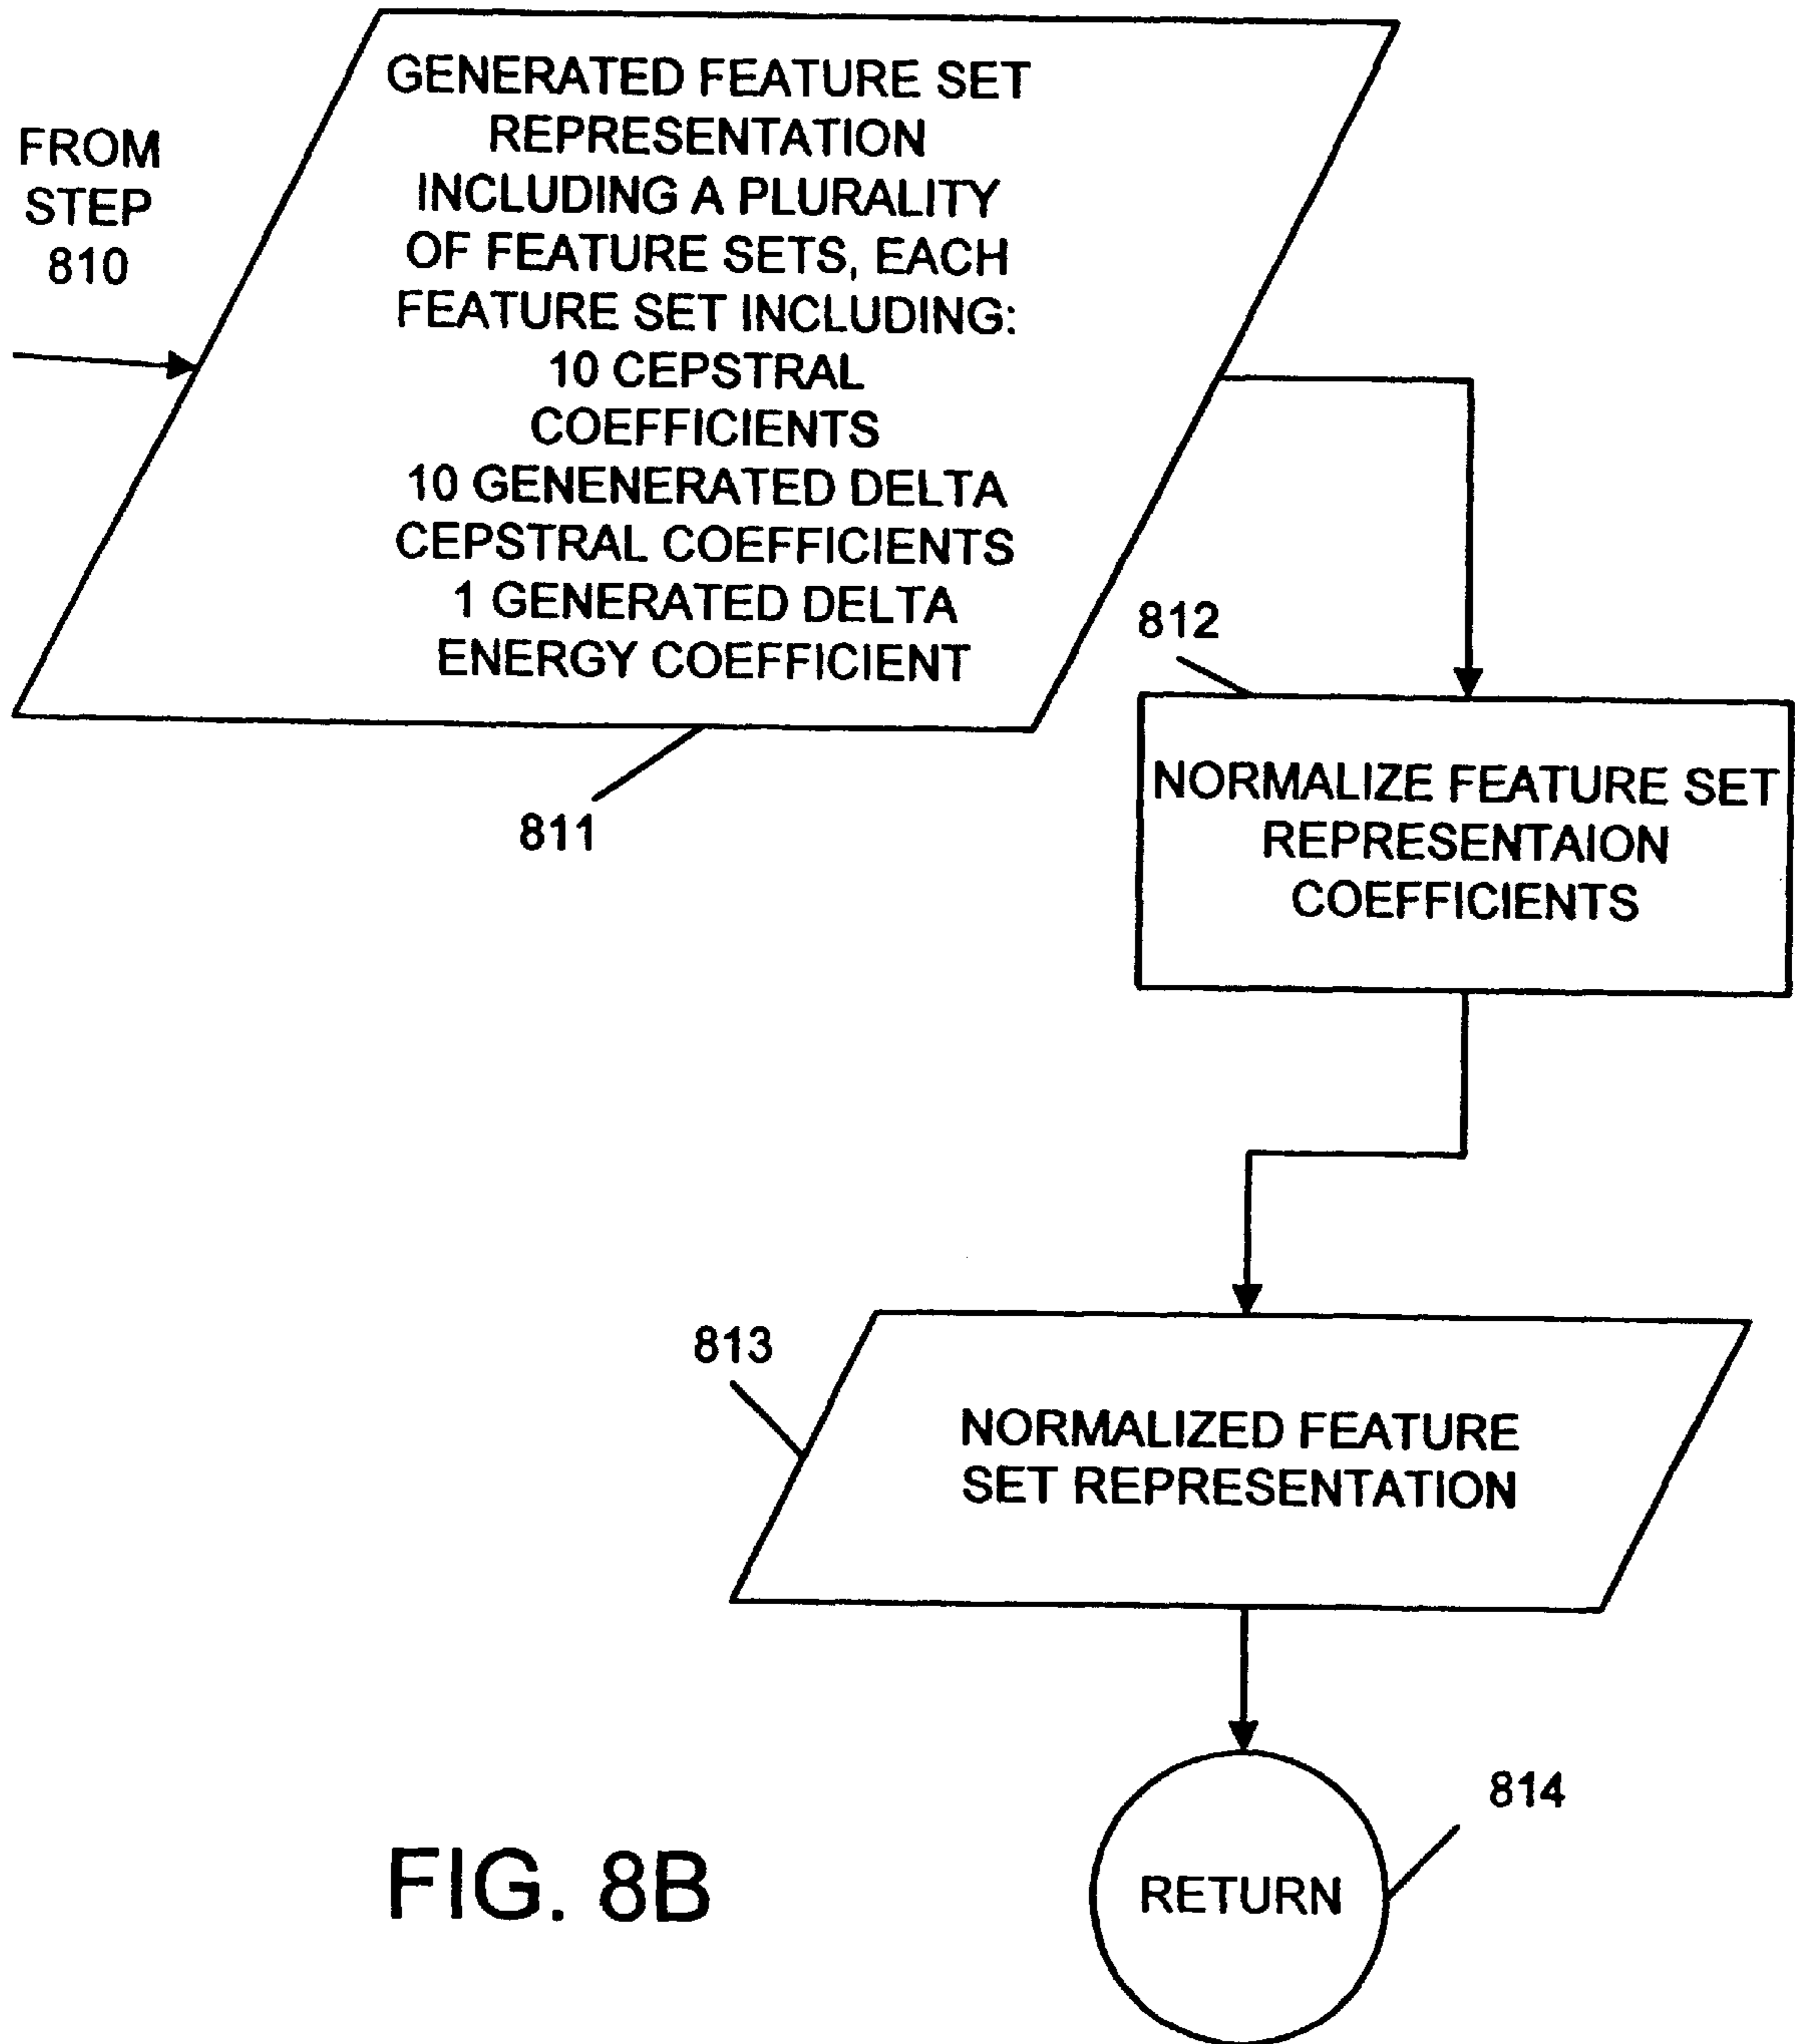 FROM
STEP
810
GENERATED FEATURE SET
REPRESENTATION
INCLUDING A PLURALITY
OF FEATURE SETS, EACH
FEATURE SET INCLUDING:
10 CEPSTRAL
COEFFICIENTS
10 GENENERATED DELTA
CEPSTRAL COEFFICIENTS
1 GENERATED DELTA
ENERGY COEFFICIENT
811
812
NORMALIZE FEATURE SET
REPRESENTAION
COEFFICIENTS
813
NORMALIZED FEATURE
SET REPRESENTATION
814
RETURN
FIG. 8B